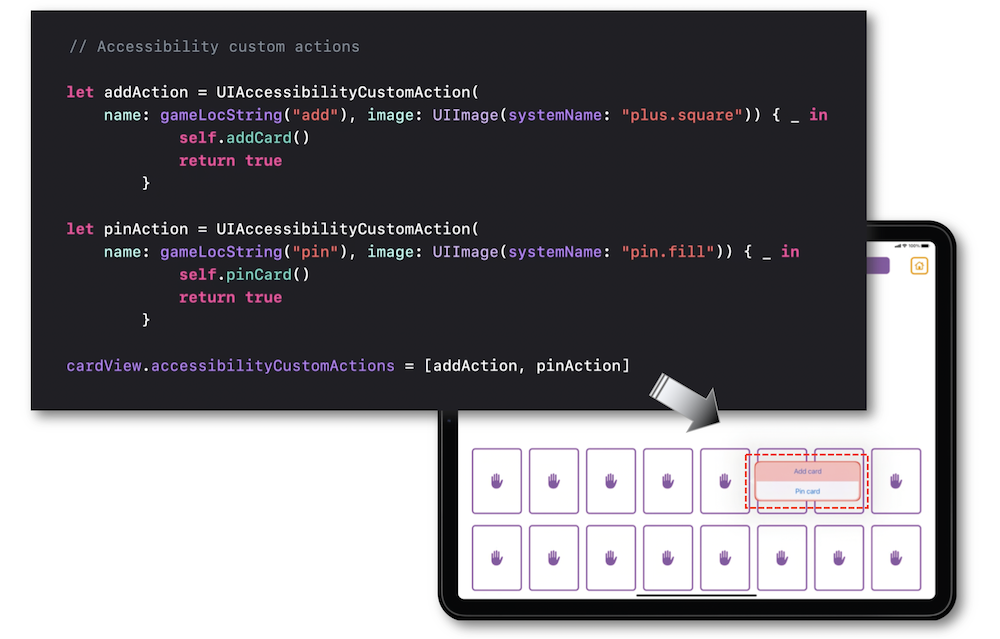 // Accessibility custom actions
let addAction = UIAccessibilityCustomAction(
name: gameLocString("add"), image: UIImage(systemName: "plus.square")) { _ in
self.addCard()
return true
}
let pinAction = UIAccessibilityCustomAction(
name: gameLocString("pin"), image: UIImage(systemName: "pin.fill")) { _ in
self.pinCard()
return true
}
cardView.accessibilityCustomActions = [addAction, pinAction]
100%
Add card
Pin card